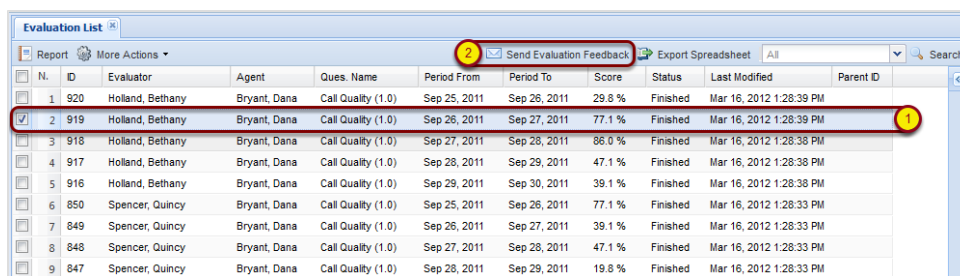 Evaluation List
Report More Actions 2 Send Evaluation Feedback Export Spreadsheet All Search
N. ID Evaluator Agent Ques. Name Period From Period To Score Status Last Modified Parent ID
1 920 Holland, Bethany Bryant, Dana Call Quality (1.0) Sep 25, 2011 Sep 26, 2011 29.8 % Finished Mar 16, 2012 1:28:39 PM
2 919 Holland, Bethany Bryant, Dana Call Quality (1.0) Sep 26, 2011 Sep 27, 2011 77.1 % Finished Mar 16, 2012 1:28:39 PM 1
3 918 Holland, Bethany Bryant, Dana Call Quality (1.0) Sep 27, 2011 Sep 28, 2011 86.0 % Finished Mar 16, 2012 1:28:38 PM
4 917 Holland, Bethany Bryant, Dana Call Quality (1.0) Sep 28, 2011 Sep 29, 2011 47.1 % Finished Mar 16, 2012 1:28:38 PM
5 916 Holland, Bethany Bryant, Dana Call Quality (1.0) Sep 29, 2011 Sep 30, 2011 39.1 % Finished Mar 16, 2012 1:28:38 PM
6 850 Spencer, Quincy Bryant, Dana Call Quality (1.0) Sep 25, 2011 Sep 26, 2011 77.1 % Finished Mar 16, 2012 1:28:33 PM
7 849 Spencer, Quincy Bryant, Dana Call Quality (1.0) Sep 26, 2011 Sep 27, 2011 39.1 % Finished Mar 16, 2012 1:28:33 PM
8 848 Spencer, Quincy Bryant, Dana Call Quality (1.0) Sep 27, 2011 Sep 28, 2011 47.1 % Finished Mar 16, 2012 1:28:33 PM
9 847 Spencer, Quincy Bryant, Dana Call Quality (1.0) Sep 28, 2011 Sep 29, 2011 19.8 % Finished Mar 16, 2012 1:28:33 PM